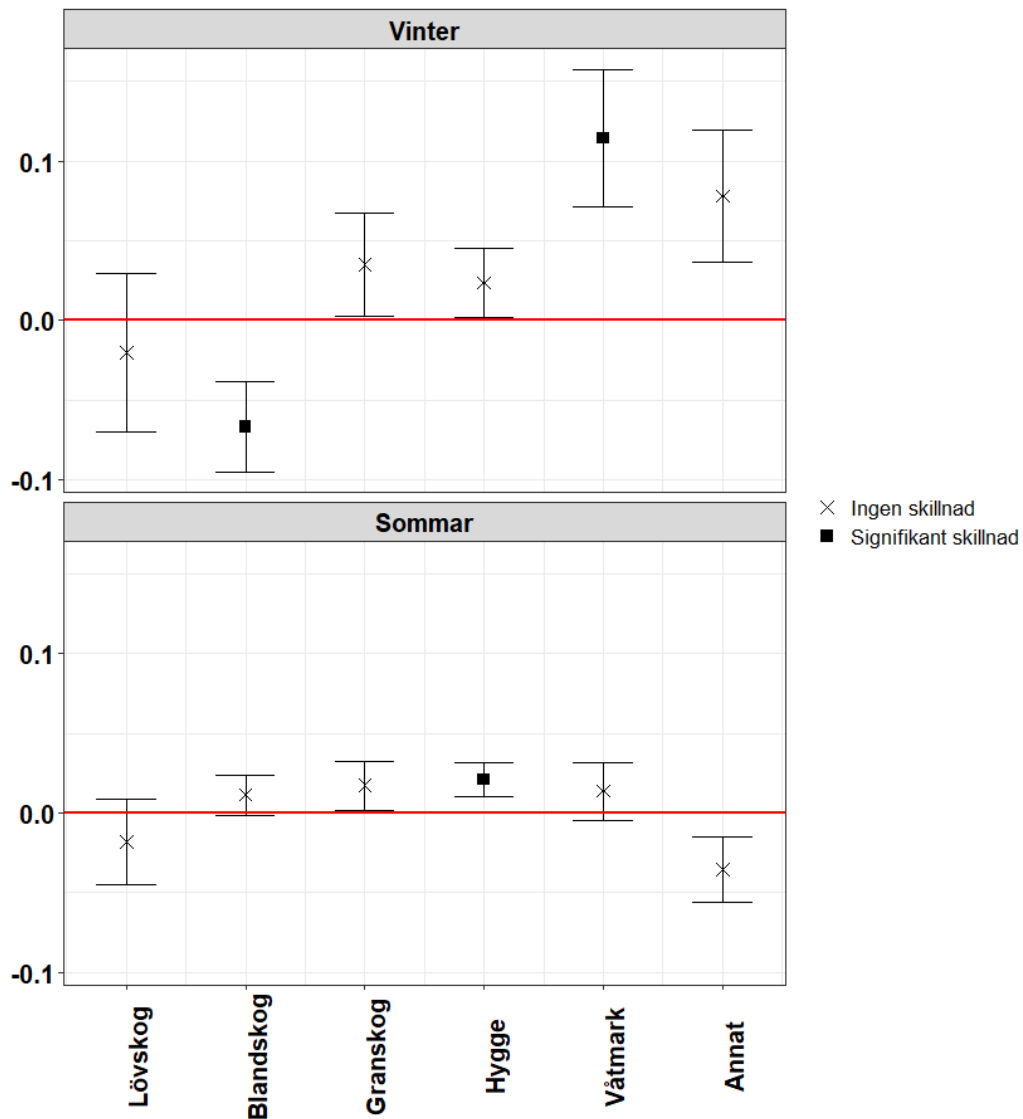 Vinter
0.1
0.0
-0.1
Sommar
0.1
0.0
-0.1
Lövskog
Blandskog
Granskog
Hygge
Våtmark
Annat
Ingen skillnad
Signifikant skillnad